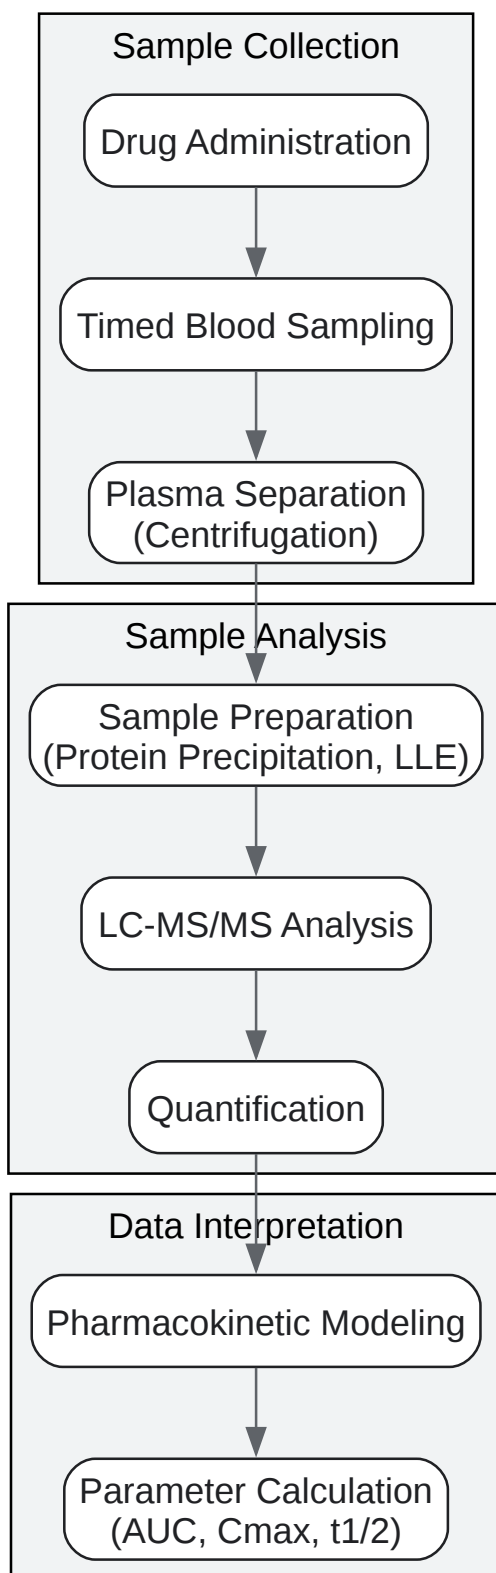 Sample Collection
Drug Administration
Timed Blood Sampling
Plasma Separation
(Centrifugation)
Sample Analysis
Sample Preparation
(Protein Precipitation, LLE)
LC-MS/MS Analysis
Quantification
Data Interpretation
Pharmacokinetic Modeling
Parameter Calculation
(AUC, Cmax, t1/2)